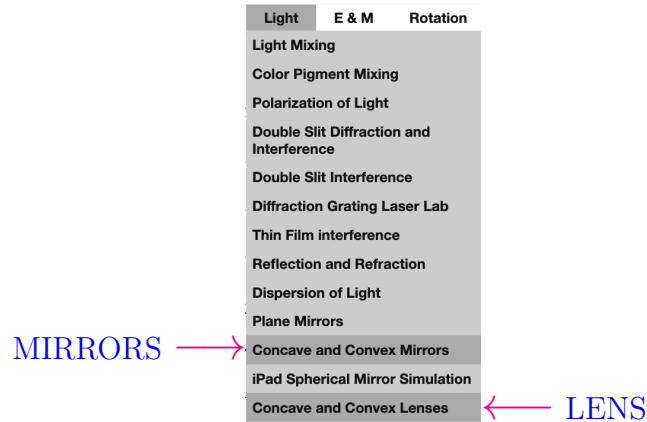 Light E & M Rotation
Light Mixing
Color Pigment Mixing
Polarization of Light
Double Slit Diffraction and
Interference
Double Slit Interference
Diffraction Grating Laser Lab
Thin Film interference
Reflection and Refraction
Dispersion of Light
Plane Mirrors
MIRRORS Concave and Convex Mirrors
iPad Spherical Mirror Simulation
Concave and Convex Lenses LENS